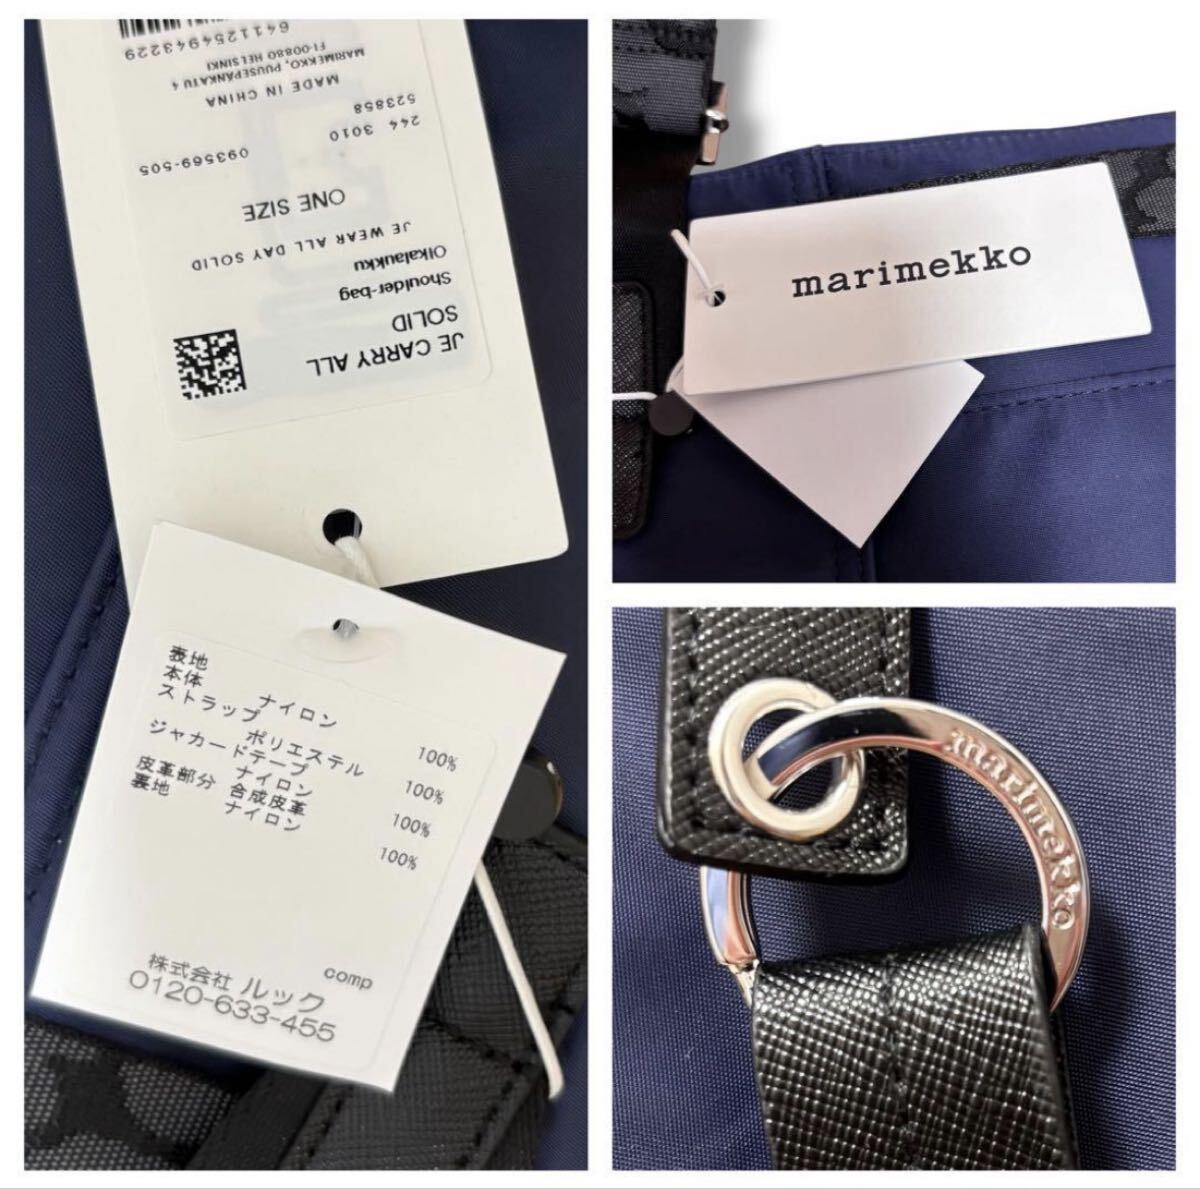 JE CARRY ALL
SOLID
Shoulder-bag
Olkalaukku
JE WEAR ALL DAY SOLID
ONE SIZE
093569-505
244 3010
523858
MADE IN CHINA
MARIMEKKO, PUUSEPÄNKATU 4
FI-00880 HELSINKI
6411254943229
表地
本体 ナイロン 100%
ストラップ
ポリエステル 100%
ジャカードテープ
ナイロン 100%
皮革部分 合成皮革
裏地 ナイロン 100%
comp
株式会社 ルック
0120-633-455
marimekko
marimekko